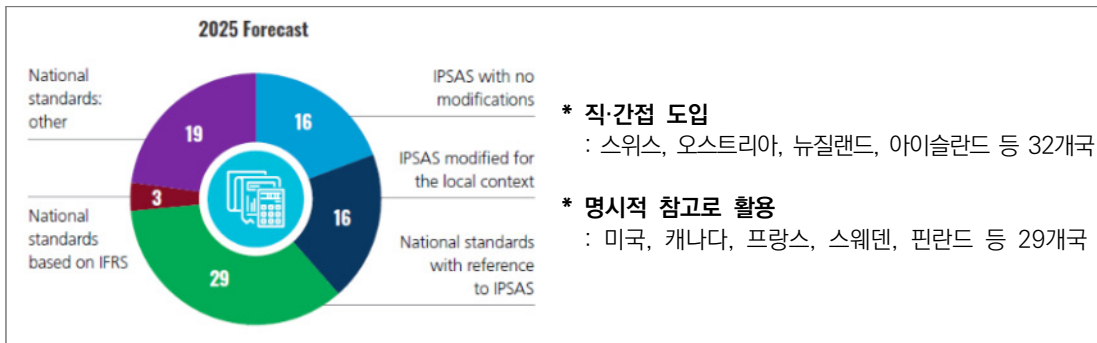 2025 Forecast
National
standards:
other
IPSAS with no
modifications
19
16
IPSAS modified for
the local context
3
16
National
standards
based on IFRS
National standards
with reference
to IPSAS
29
* 직·간접 도입
: 스위스, 오스트리아, 뉴질랜드, 아이슬란드 등 32개국
* 명시적 참고로 활용
: 미국, 캐나다, 프랑스, 스웨덴, 핀란드 등 29개국